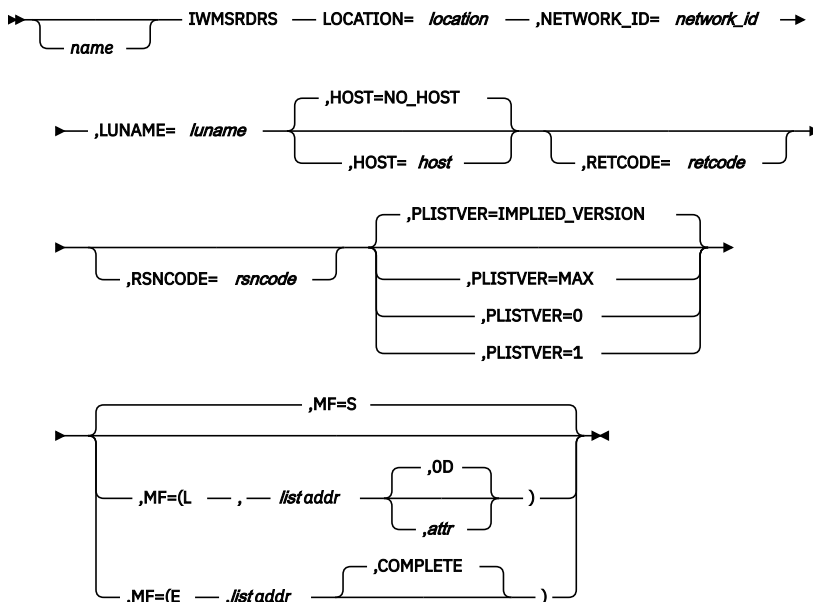 IWMSRDRS LOCATION= location ,NETWORK_ID= network_id
name
,HOST=NO_HOST
,LUNAME= luname
,HOST= host ,RETCODE= retcode
,PLISTVER=IMPLIED_VERSION
,RSNCODE= rsncode ,PLISTVER=MAX
,PLISTVER=0
,PLISTVER=1
,MF=S
,0D
,MF=(L , list addr )
,attr
,COMPLETE
,MF=(E ,list addr )